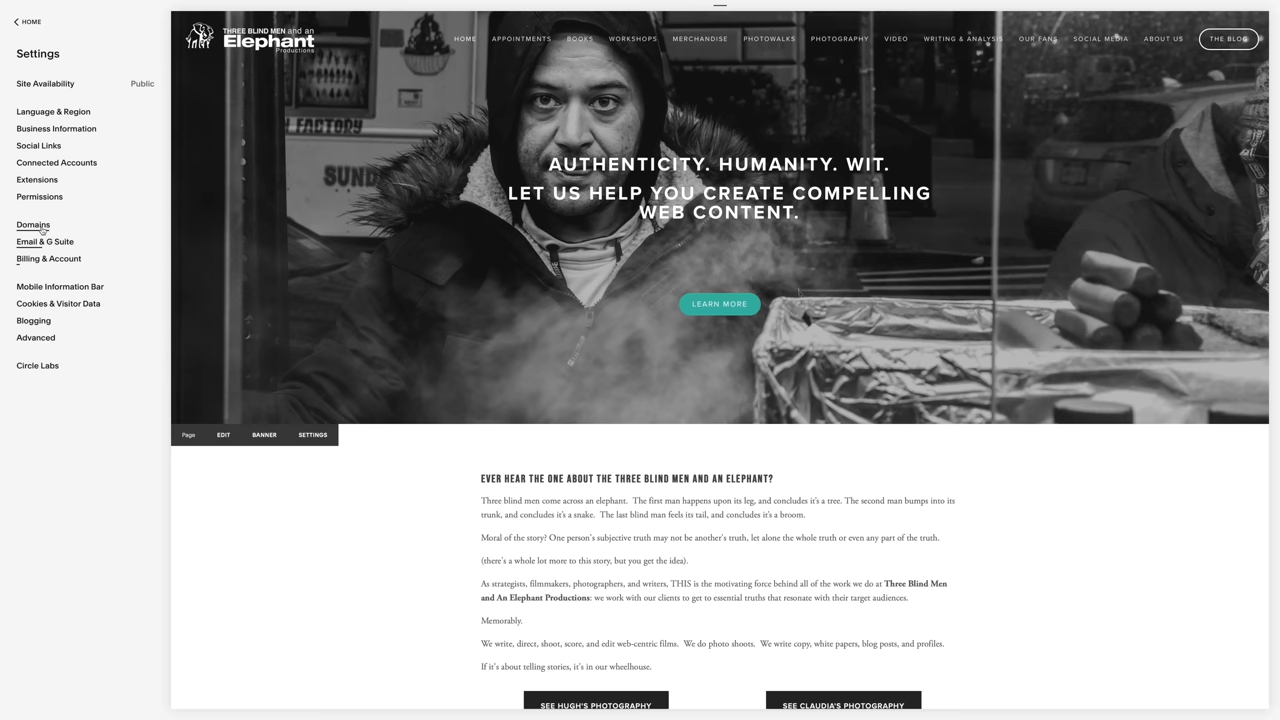 HOME
Settings
Site Availability Public
Language & Region
Business Information
Social Links
Connected Accounts
Extensions
Permissions
Domains
Email & G Suite
Billing & Account
Mobile Information Bar
Cookies & Visitor Data
Blogging
Advanced
Circle Labs
THREE BLIND MEN and an
Elephant
Productions
HOME APPOINTMENTS BOOKS WORKSHOPS MERCHANDISE PHOTOWALKS PHOTOGRAPHY VIDEO WRITING & ANALYSIS OUR FANS SOCIAL MEDIA ABOUT US THE BLOG
FACTORY
SUND
AUTHENTICITY. HUMANITY. WIT.
LET US HELP YOU CREATE COMPELLING
WEB CONTENT.
LEARN MORE
Page EDIT BANNER SETTINGS
EVER HEAR THE ONE ABOUT THE THREE BLIND MEN AND AN ELEPHANT?
Three blind men come across an elephant. The first man happens upon its leg, and concludes it's a tree. The second man bumps into its
trunk, and concludes it's a snake. The last blind man feels its tail, and concludes it's a broom.
Moral of the story? One person's subjective truth may not be another's truth, let alone the whole truth or even any part of the truth.
(there's a whole lot more to this story, but you get the idea).
As strategists, filmmakers, photographers, and writers, THIS is the motivating force behind all of the work we do at Three Blind Men
and An Elephant Productions: we work with our clients to get to essential truths that resonate with their target audiences.
Memorably.
We write, direct, shoot, score, and edit web-centric films. We do photo shoots. We write copy, white papers, blog posts, and profiles.
If it's about telling stories, it's in our wheelhouse.
SEE HUGH'S PHOTOGRAPHY SEE CLAUDIA'S PHOTOGRAPHY